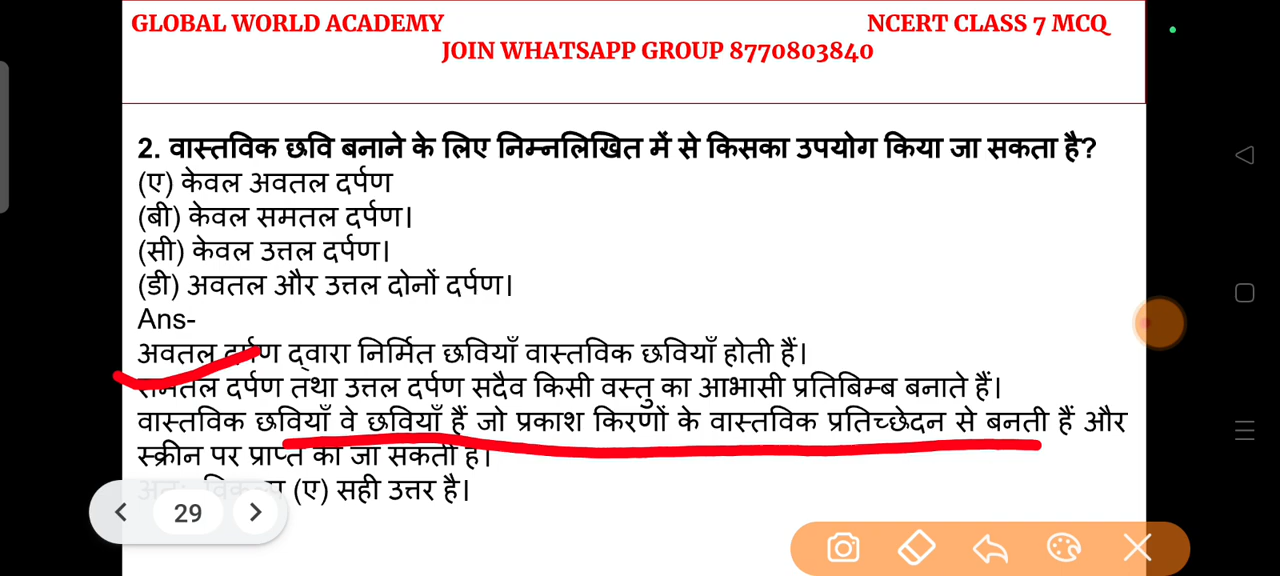 GLOBAL WORLD ACADEMY NCERT CLASS 7 MCQ
JOIN WHATSAPP GROUP 8770803840
2. वास्तविक छवि बनाने के लिए निम्नलिखित में से किसका उपयोग किया जा सकता है?
(ए) केवल अवतल दर्पण
(बी) केवल समतल दर्पण।
(सी) केवल उत्तल दर्पण।
(डी) अवतल और उत्तल दोनों दर्पण।
Ans-
अवतल दर्पण द्वारा निर्मित छवियाँ वास्तविक छवियाँ होती हैं।
समतल दर्पण तथा उत्तल दर्पण सदैव किसी वस्तु का आभासी प्रतिबिम्ब बनाते हैं।
वास्तविक छवियाँ वे छवियाँ हैं जो प्रकाश किरणों के वास्तविक प्रतिच्छेदन से बनती हैं और
स्क्रीन पर प्राप्त की जा सकती हैं।
(ए) सही उत्तर है।
29